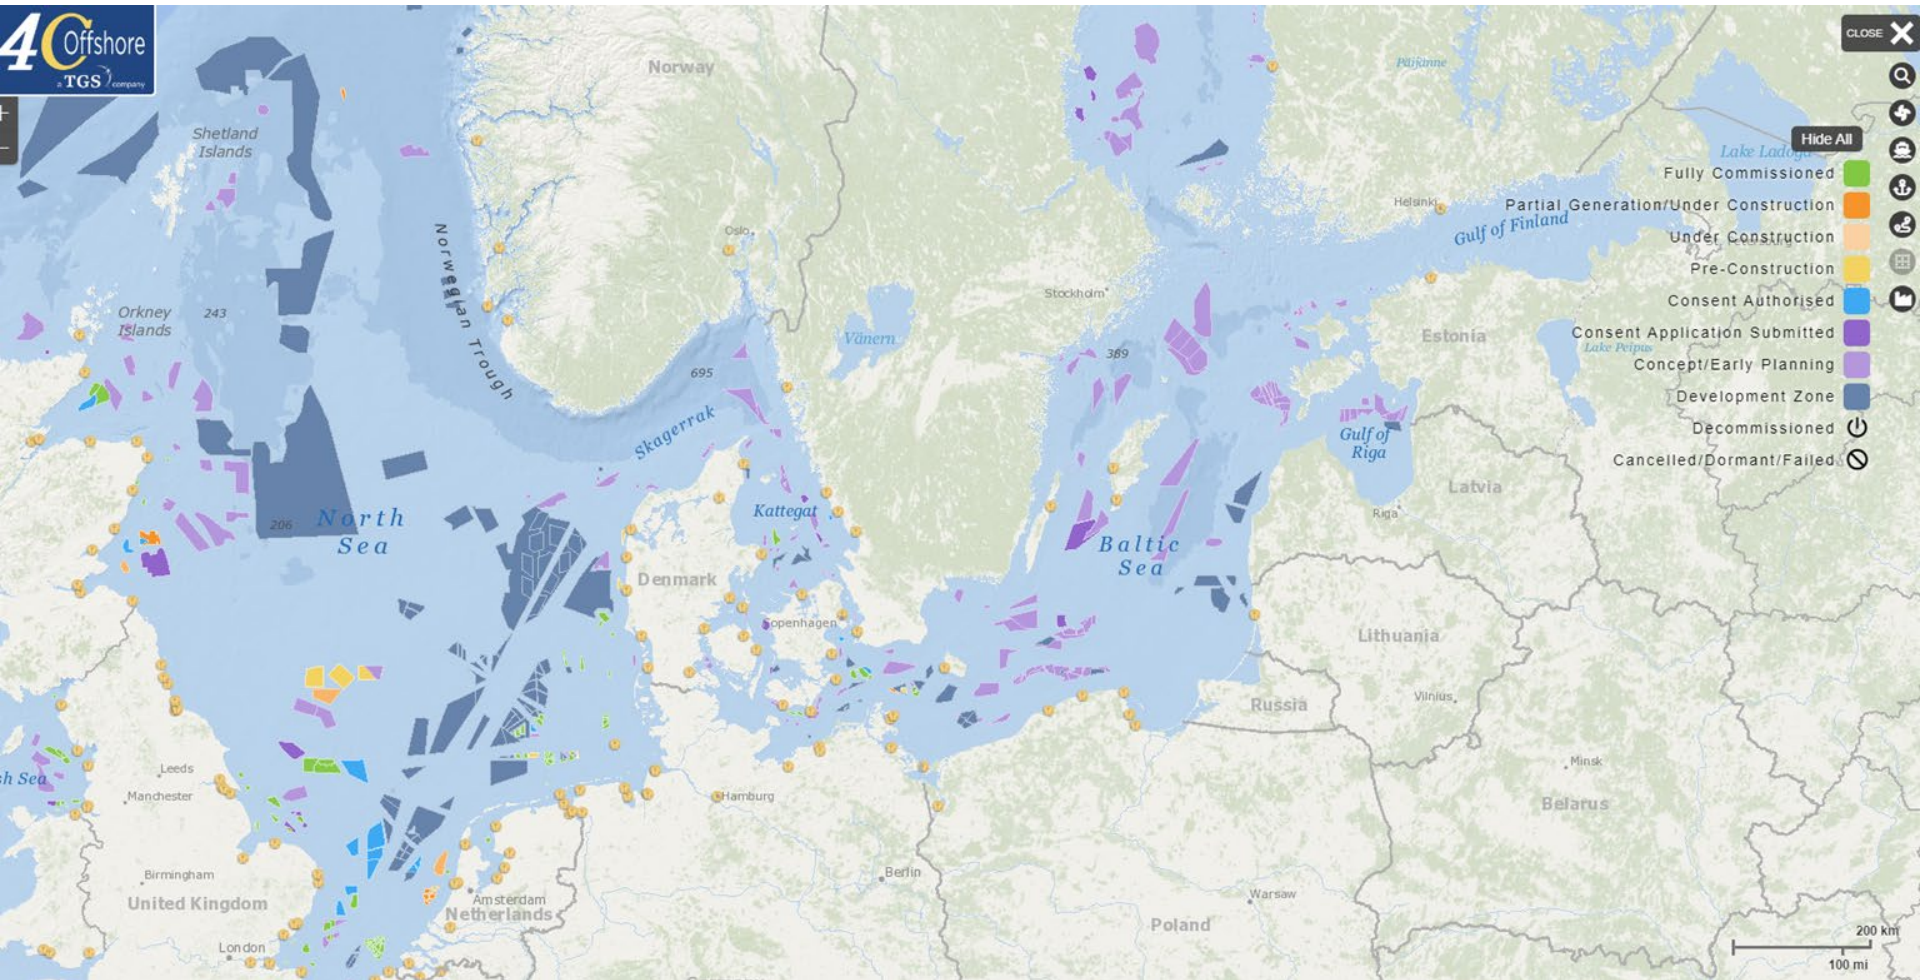 4C Offshore
a TGS company
CLOSE
Norway
Päijänne
Shetland
Islands
Hide All
Lake Ladoga
Fully Commissioned
Helsinki
Partial Generation/Under Construction
Gulf of Finland
Oslo
Under Construction
Norwegian Trough
Pre-Construction
Stockholm
Orkney
Islands
243
Consent Authorised
Vänern
Estonia
Consent Application Submitted
Lake Peipus
389
695
Concept/Early Planning
Skagerrak
Development Zone
Gulf of
Riga
Decommissioned
Cancelled/Dormant/Failed
Latvia
206
North
Sea
Kattegat
Riga
Baltic
Sea
Denmark
Copenhagen
Lithuania
Vilnius
Russia
Leeds
sh Sea
Minsk
Manchester
Hamburg
Belarus
Birmingham
Berlin
United Kingdom
Amsterdam
Netherlands
Warsaw
Poland
London
200 km
100 mi